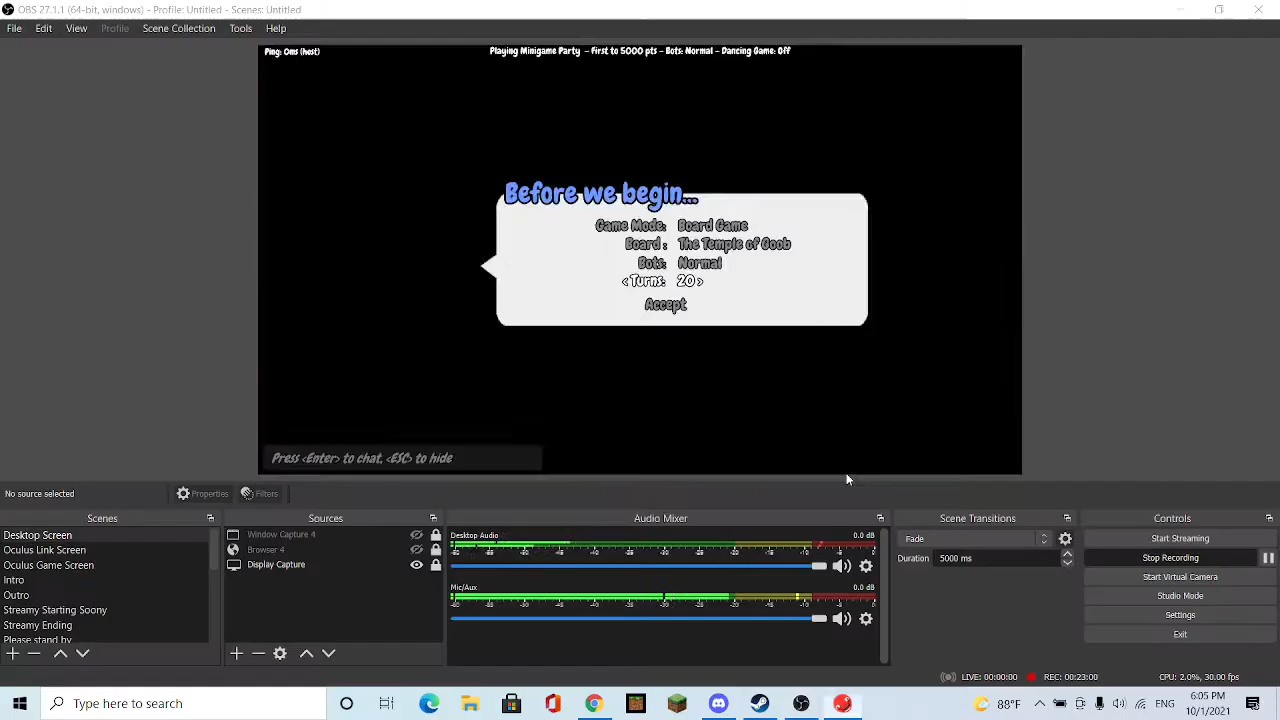 OBS 27.1.1 (64-bit, windows) - Profile: Untitled - Scenes: Untitled
File Edit View Profile Scene Collection Tools Help
Ping: 0ms (host)
Playing Minigame Party - First to 5000 pts - Bots: Normal - Dancing Game: Off
Before we begin...
Game Mode: Board Game
Board : The Temple of Goob
Bots: Normal
< Turns: 20 >
Accept
Press <Enter> to chat, <ESC> to hide
No source selected
Properties
Filters
Scenes
Desktop Screen
Oculus Link Screen
Intro
Outro
Streamy Starting Soony
Streamy Ending
Please stand by
Sources
Window Capture 4
Browser 4
Display Capture
Audio Mixer
Desktop Audio 0.0 dB
Mic/Aux 0.0 dB
Scene Transitions
Fade
Duration 5000 ms
Controls
Start Streaming
Stop Recording
Start Virtual Camera
Studio Mode
Settings
Exit
LIVE: 00:00:00 REC: 00:23:00 CPU: 2.0%, 30.00 fps
Type here to search
88°F
ENG
6:05 PM
10/1/2021